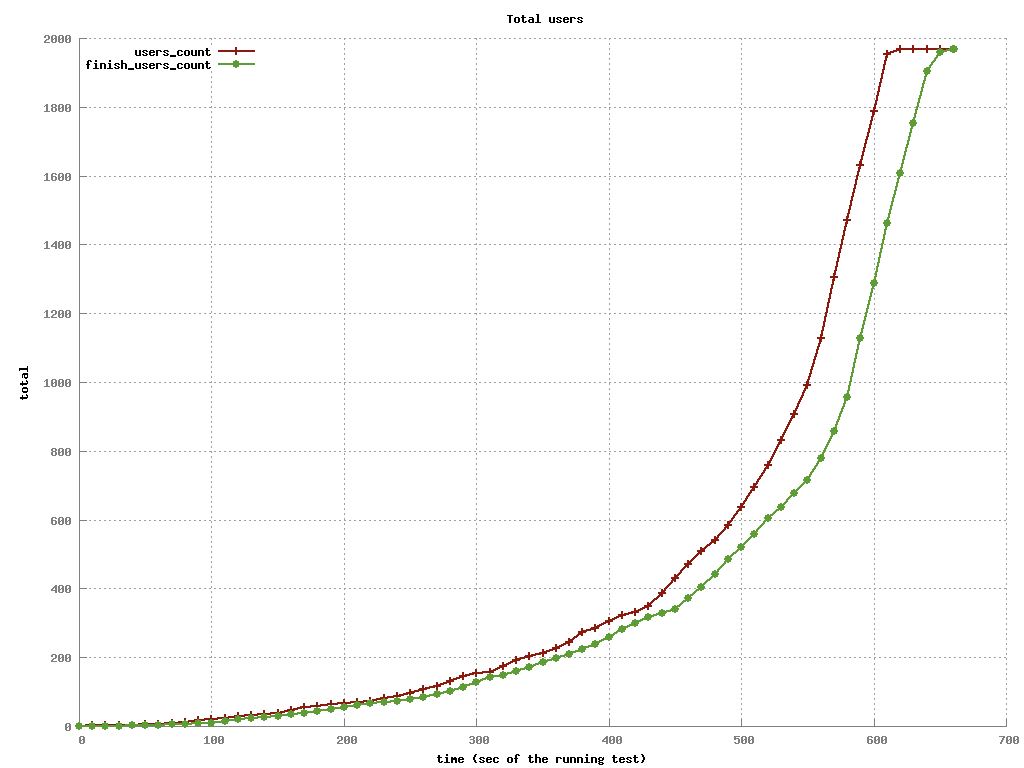 Total users
users_count
finish_users_count
2000
1800
1600
1400
1200
1000
800
600
400
200
0
total
0 100 200 300 400 500 600 700
time (sec of the running test)